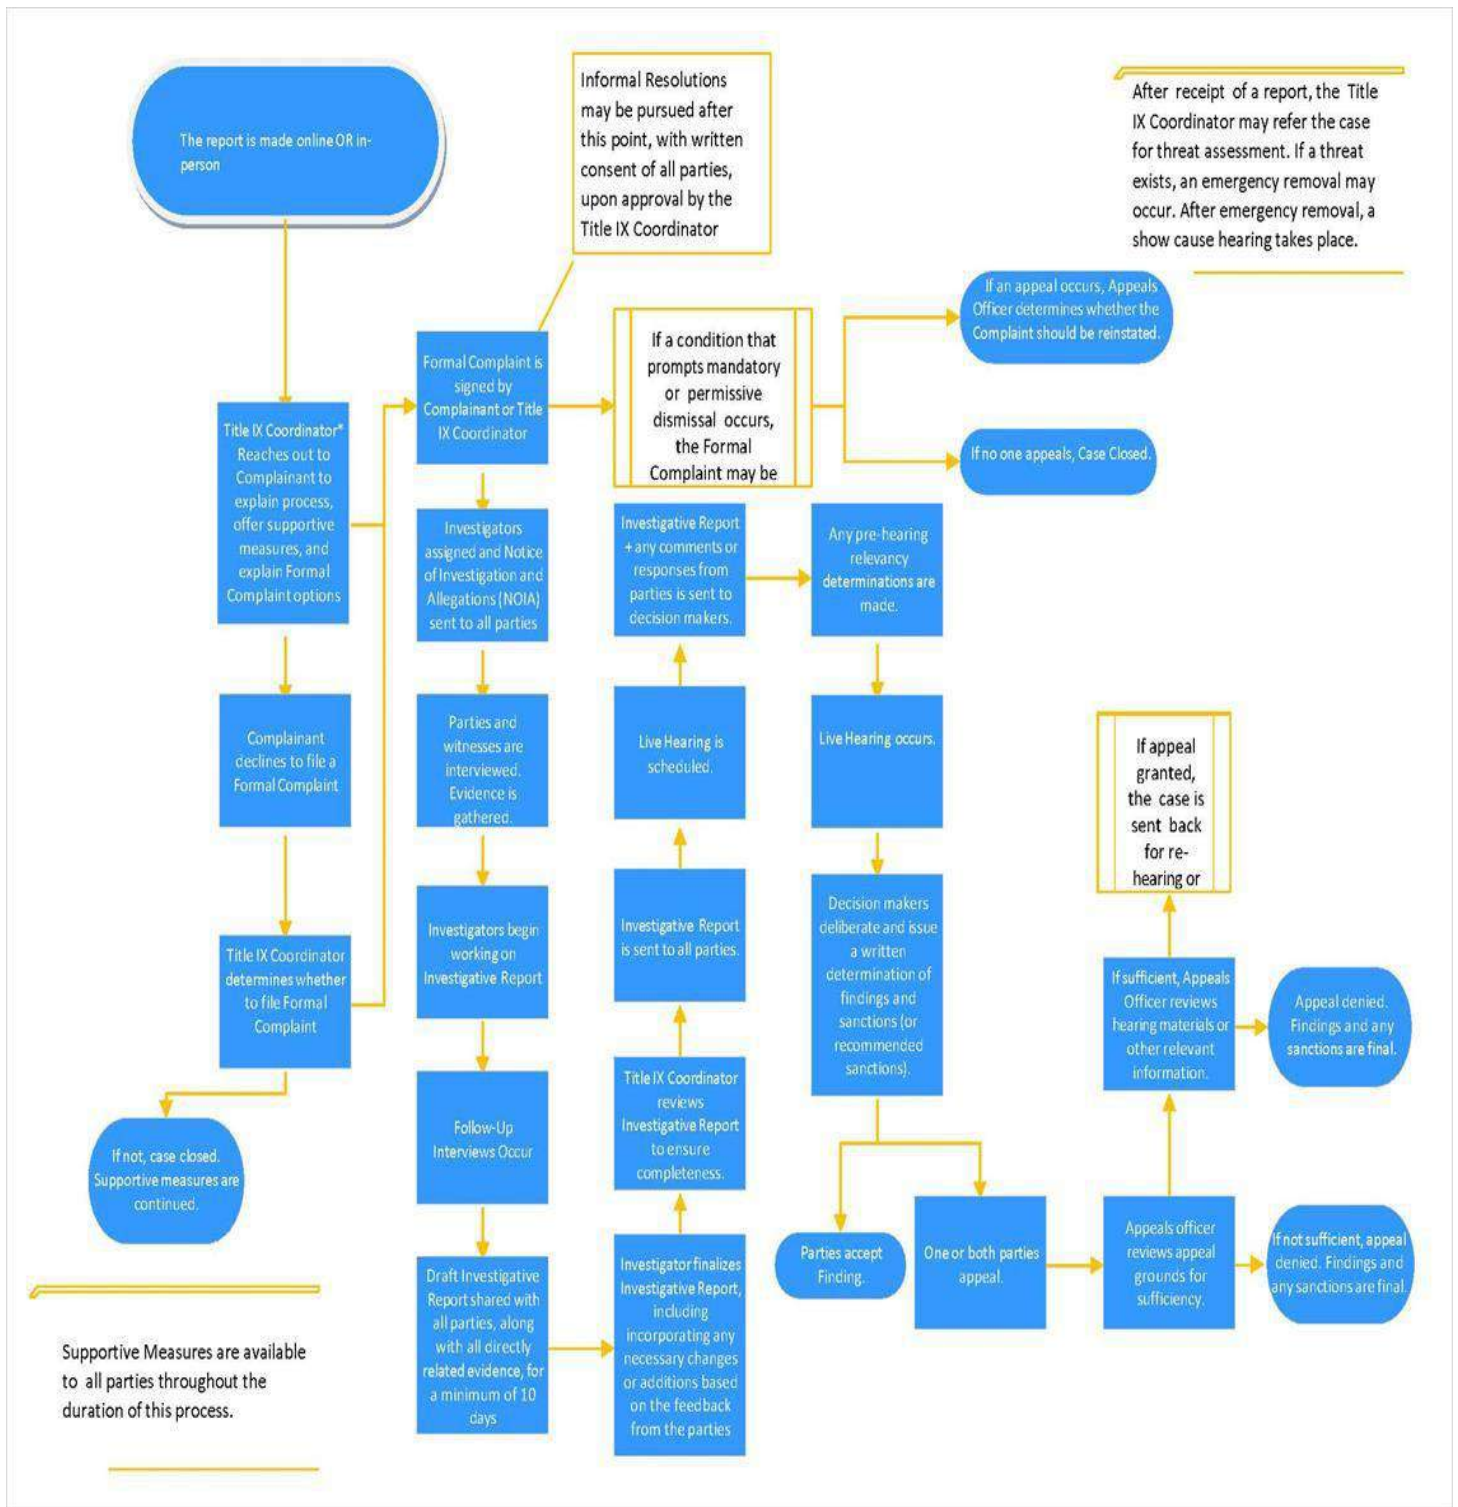 The report is made online OR in-
person
Informal Resolutions
may be pursued after
this point, with written
consent of all parties,
upon approval by the
Title IX Coordinator
After receipt of a report, the Title
IX Coordinator may refer the case
for threat assessment. If a threat
exists, an emergency removal may
occur. After emergency removal, a
show cause hearing takes place.
Title IX Coordinator*
Reaches out to
Complainant to
explain process,
offer supportive
measures, and
explain Formal
Complaint options
Complainant
declines to file a
Formal Complaint
Title IX Coordinator
determines whether
to file Formal
Complaint
If not, case closed.
Supportive measures are
continued.
Formal Complaint is
signed by
Complainant or Title
IX Coordinator
If a condition that
prompts mandatory
or permissive
dismissal occurs,
the Formal
Complaint may be
If an appeal occurs, Appeals
Officer determines whether the
Complaint should be reinstated.
If no one appeals, Case Closed.
Investigators
assigned and Notice
of Investigation and
Allegations (NOIA)
sent to all parties
Parties and
witnesses are
interviewed.
Evidence is
gathered.
Investigators begin
working on
Investigative Report
Follow-Up
Interviews Occur
Draft Investigative
Report shared with
all parties, along
with all directly
related evidence, for
a minimum of 10
days
Investigator finalizes
Investigative Report,
including
incorporating any
necessary changes
or additions based
on the feedback
from the parties
Title IX Coordinator
reviews
Investigative Report
to ensure
completeness.
Investigative Report
is sent to all parties.
Live Hearing is
scheduled.
Investigative Report
+ any comments or
responses from
parties is sent to
decision makers.
Any pre-hearing
relevancy
determinations are
made.
Live Hearing occurs.
Decision makers
deliberate and issue
a written
determination of
findings and
sanctions (or
recommended
sanctions).
Parties accept
Finding.
One or both parties
appeal.
Appeals officer
reviews appeal
grounds for
sufficiency.
If not sufficient, appeal
denied. Findings and
any sanctions are final.
If sufficient, Appeals
Officer reviews
hearing materials or
other relevant
information.
Appeal denied.
Findings and any
sanctions are final.
If appeal
granted,
the case is
sent back
for re-
hearing or
Supportive Measures are available
to all parties throughout the
duration of this process.